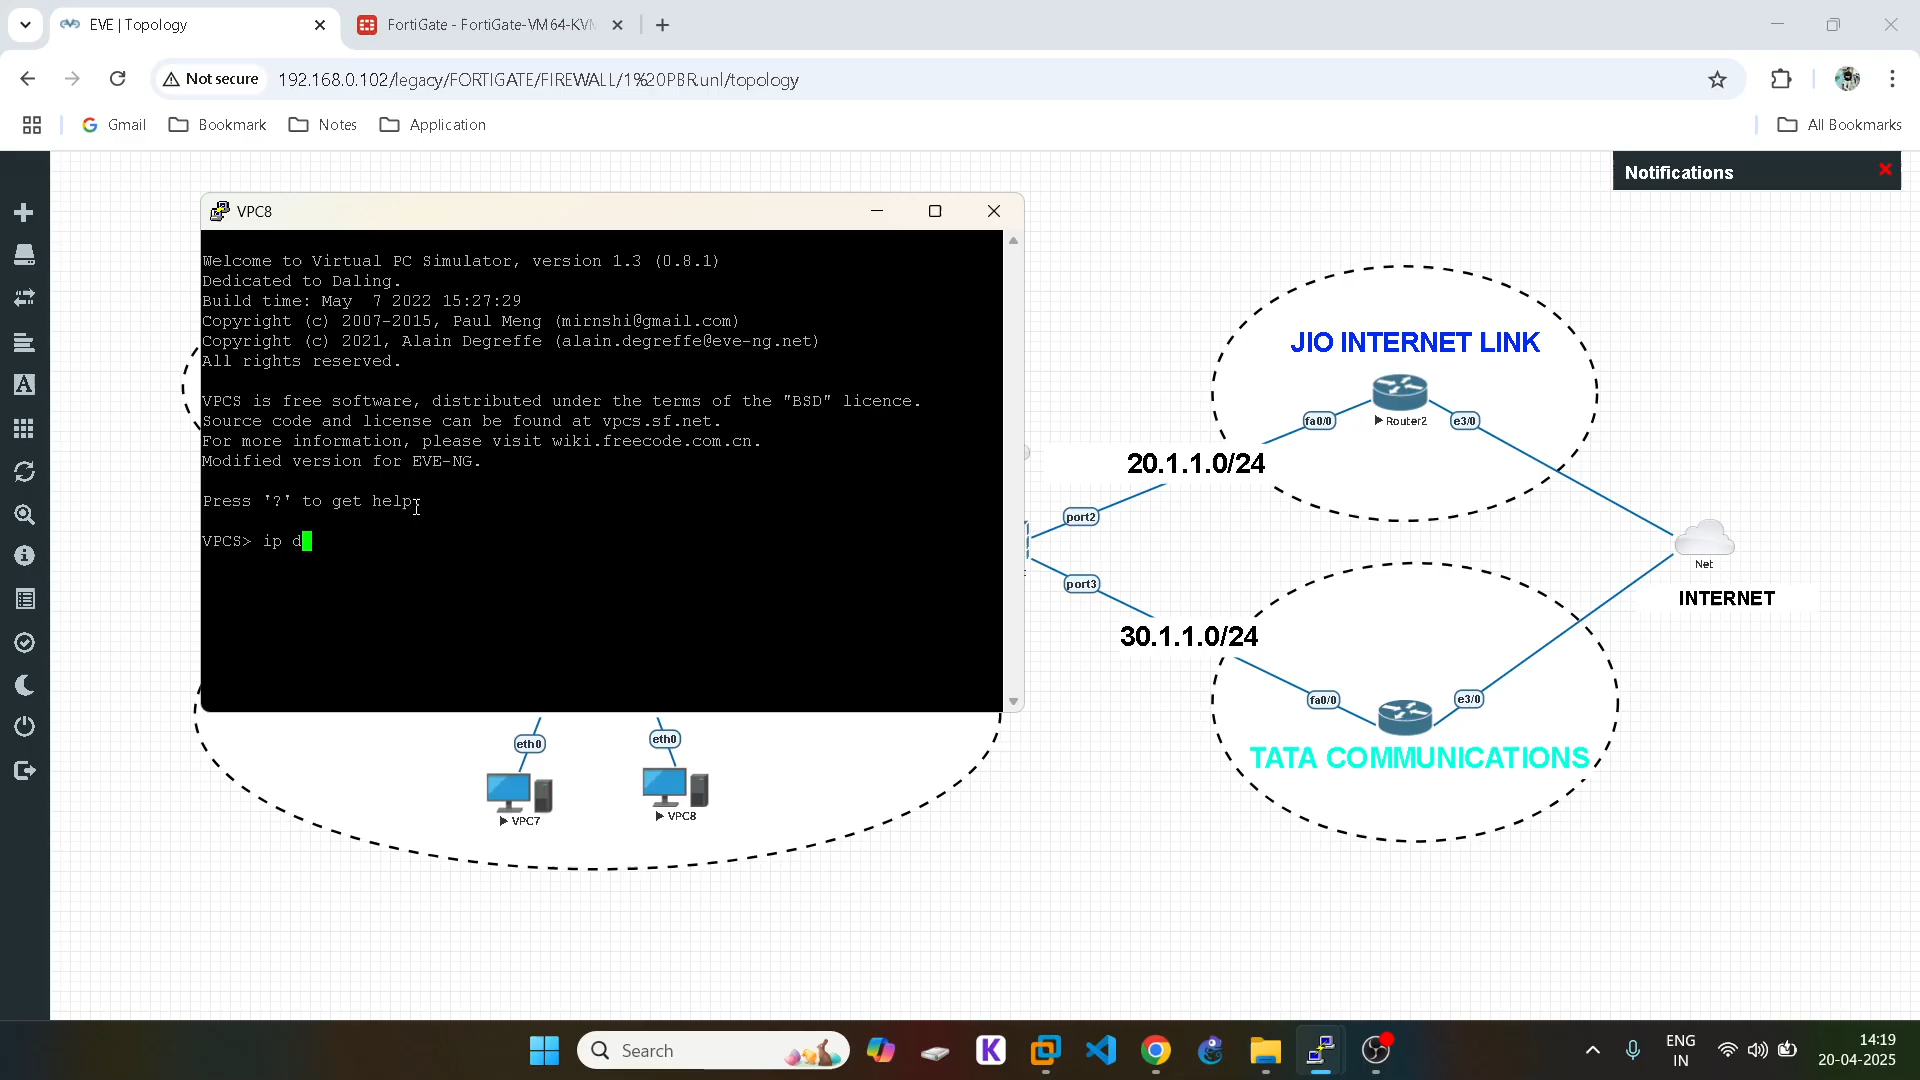 EVE | Topology
FortiGate - FortiGate-VM64-KVM
Not secure
192.168.0.102/legacy/FORTIGATE/FIREWALL/1%20PBR.unl/topology
Gmail
Bookmark
Notes
Application
All Bookmarks
Notifications
VPC8
Welcome to Virtual PC Simulator, version 1.3 (0.8.1)
Dedicated to Daling.
Build time: May  7 2022 15:27:29
Copyright (c) 2007-2015, Paul Meng (mirnshi@gmail.com)
Copyright (c) 2021, Alain Degreffe (alain.degreffe@eve-ng.net)
All rights reserved.
VPCS is free software, distributed under the terms of the "BSD" licence.
Source code and license can be found at vpcs.sf.net.
For more information, please visit wiki.freecode.com.cn.
Modified version for EVE-NG.
Press '?' to get help.
VPCS> ip d
JIO INTERNET LINK
fa0/0
Router2
e3/0
20.1.1.0/24
port2
Net
port3
INTERNET
30.1.1.0/24
fa0/0
e3/0
TATA COMMUNICATIONS
eth0
eth0
VPC7
VPC8
Search
ENG
IN
14:19
20-04-2025